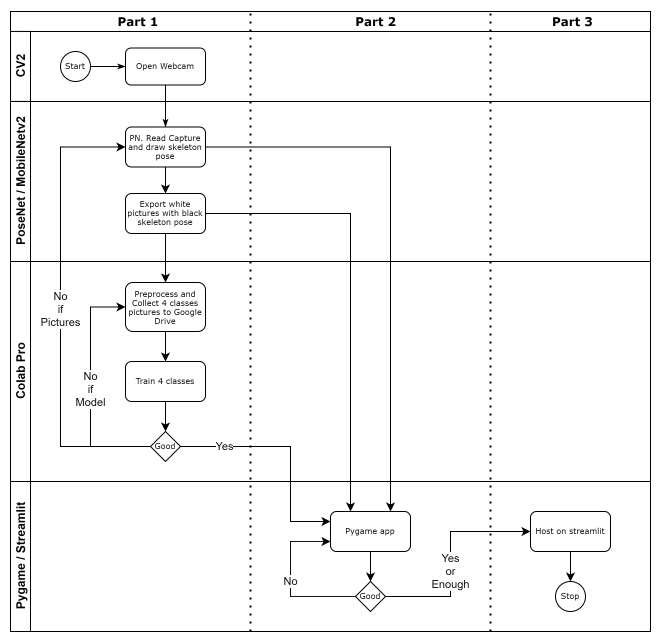 Part 1
Part 2
Part 3
CV2
Start
Open Webcam
PoseNet / MobileNetv2
PN. Read Capture
and draw skeleton
pose
Export white
pictures with black
skeleton pose
Colab Pro
No
if
Pictures
Preprocess and
Collect 4 classes
pictures to Google
Drive
No
if
Model
Train 4 classes
Good
Yes
Pygame / Streamlit
Pygame app
No
Good
Yes
or
Enough
Host on streamlit
Stop